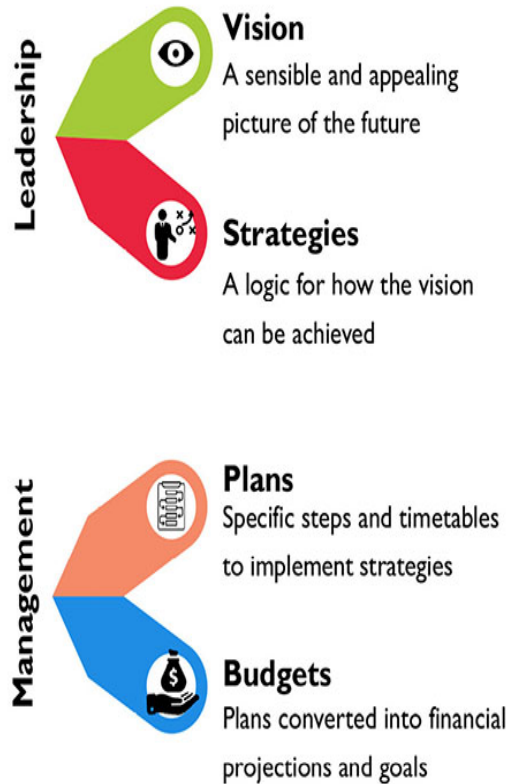 Leadership
Vision
A sensible and appealing
picture of the future
Strategies
A logic for how the vision
can be achieved
Management
Plans
Specific steps and timetables
to implement strategies
Budgets
Plans converted into financial
projections and goals